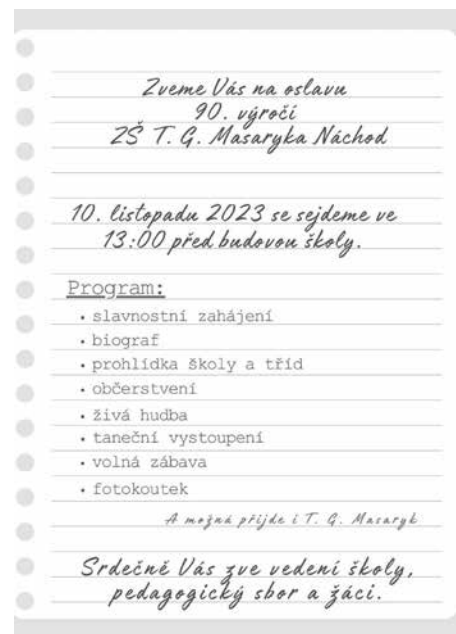 Zveme Vás na oslavu
90. výročí
ZŠ T. G. Masaryka Náchod
10. listopadu 2023 se sejdeme ve
13:00 před budovou školy.
Program:
• slavnostní zahájení
• biograf
• prohlídka školy a tříd
• občerstvení
• živá hudba
• taneční vystoupení
• volná zábava
• fotokoutek
A možná přijde i T. G. Masaryk
Srdečně Vás zve vedení školy,
pedagogický sbor a žáci.